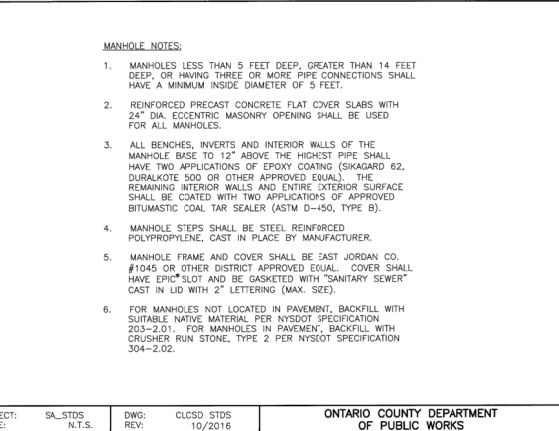 MANHOLE NOTES:
1. MANHOLES LESS THAN 5 FEET DEEP, GREATER THAN 14 FEET
DEEP, OR HAVING THREE OR MORE PIPE CONNECTIONS SHALL
HAVE A MINIMUM INSIDE DIAMETER OF 5 FEET.
2. REINFORCED PRECAST CONCRETE FLAT COVER SLABS WITH
24" DIA. ECCENTRIC MASONRY OPENING SHALL BE USED
FOR ALL MANHOLES.
3. ALL BENCHES, INVERTS AND INTERIOR WALLS OF THE
MANHOLE BASE TO 12" ABOVE THE HIGHEST PIPE SHALL
HAVE TWO APPLICATIONS OF EPOXY COATING (SIKAGARD 62,
DURALKOTE 500 OR OTHER APPROVED EQUAL). THE
REMAINING INTERIOR WALLS AND ENTIRE EXTERIOR SURFACE
SHALL BE COATED WITH TWO APPLICATIONS OF APPROVED
BITUMASTIC COAL TAR SEALER (ASTM D-450, TYPE B).
4. MANHOLE STEPS SHALL BE STEEL REINFORCED
POLYPROPYLENE, CAST IN PLACE BY MANUFACTURER.
5. MANHOLE FRAME AND COVER SHALL BE EAST JORDAN CO.
#1045 OR OTHER DISTRICT APPROVED EQUAL. COVER SHALL
HAVE EPIC® SLOT AND BE GASKETED WITH "SANITARY SEWER"
CAST IN LID WITH 2" LETTERING (MAX. SIZE).
6. FOR MANHOLES NOT LOCATED IN PAVEMENT, BACKFILL WITH
SUITABLE NATIVE MATERIAL PER NYSDOT SPECIFICATION
203-2.01. FOR MANHOLES IN PAVEMENT, BACKFILL WITH
CRUSHER RUN STONE, TYPE 2 PER NYSDOT SPECIFICATION
304-2.02.
ECT: SA_STDS DWG: CLCSD STDS ONTARIO COUNTY DEPARTMENT
E: N.T.S. REV: 10/2016 OF PUBLIC WORKS